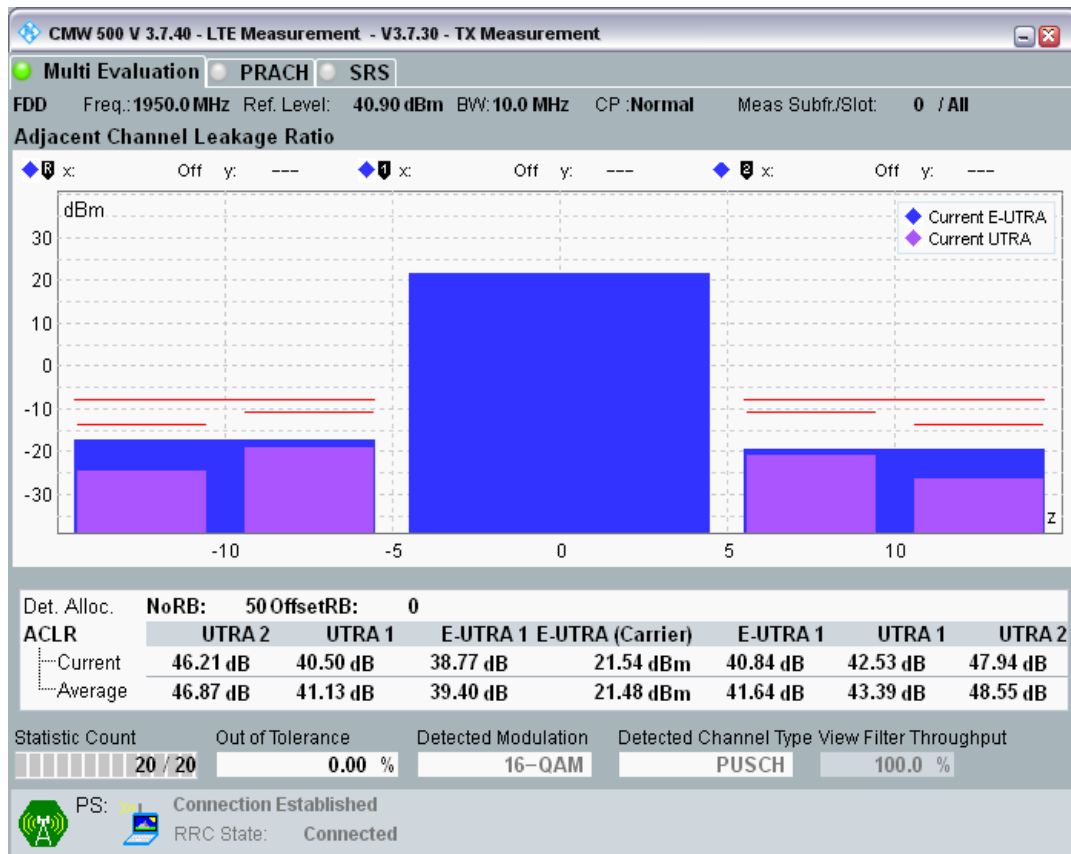 CMW 500 V 3.7.40 - LTE Measurement - V3.7.30 - TX Measurement
Multi Evaluation PRACH SRS
FDD Freq.:1950.0 MHz Ref. Level: 40.90 dBm BW:10.0 MHz CP :Normal Meas Subfr./Slot: 0 / All
Adjacent Channel Leakage Ratio
R x: Off y: --- 1 x: Off y: --- 2 x: Off y: ---
dBm
Current E-UTRA
Current UTRA
30
20
10
0
-10
-20
-30
z
-10 -5 0 5 10
Det. Alloc. NoRB: 50 OffsetRB: 0
ACLR UTRA 2 UTRA 1 E-UTRA 1 E-UTRA (Carrier) E-UTRA 1 UTRA 1 UTRA 2
Current 46.21 dB 40.50 dB 38.77 dB 21.54 dBm 40.84 dB 42.53 dB 47.94 dB
Average 46.87 dB 41.13 dB 39.40 dB 21.48 dBm 41.64 dB 43.39 dB 48.55 dB
Statistic Count Out of Tolerance Detected Modulation Detected Channel Type View Filter Throughput
20 / 20 0.00 % 16-QAM PUSCH 100.0 %
PS: Connection Established
RRC State: Connected